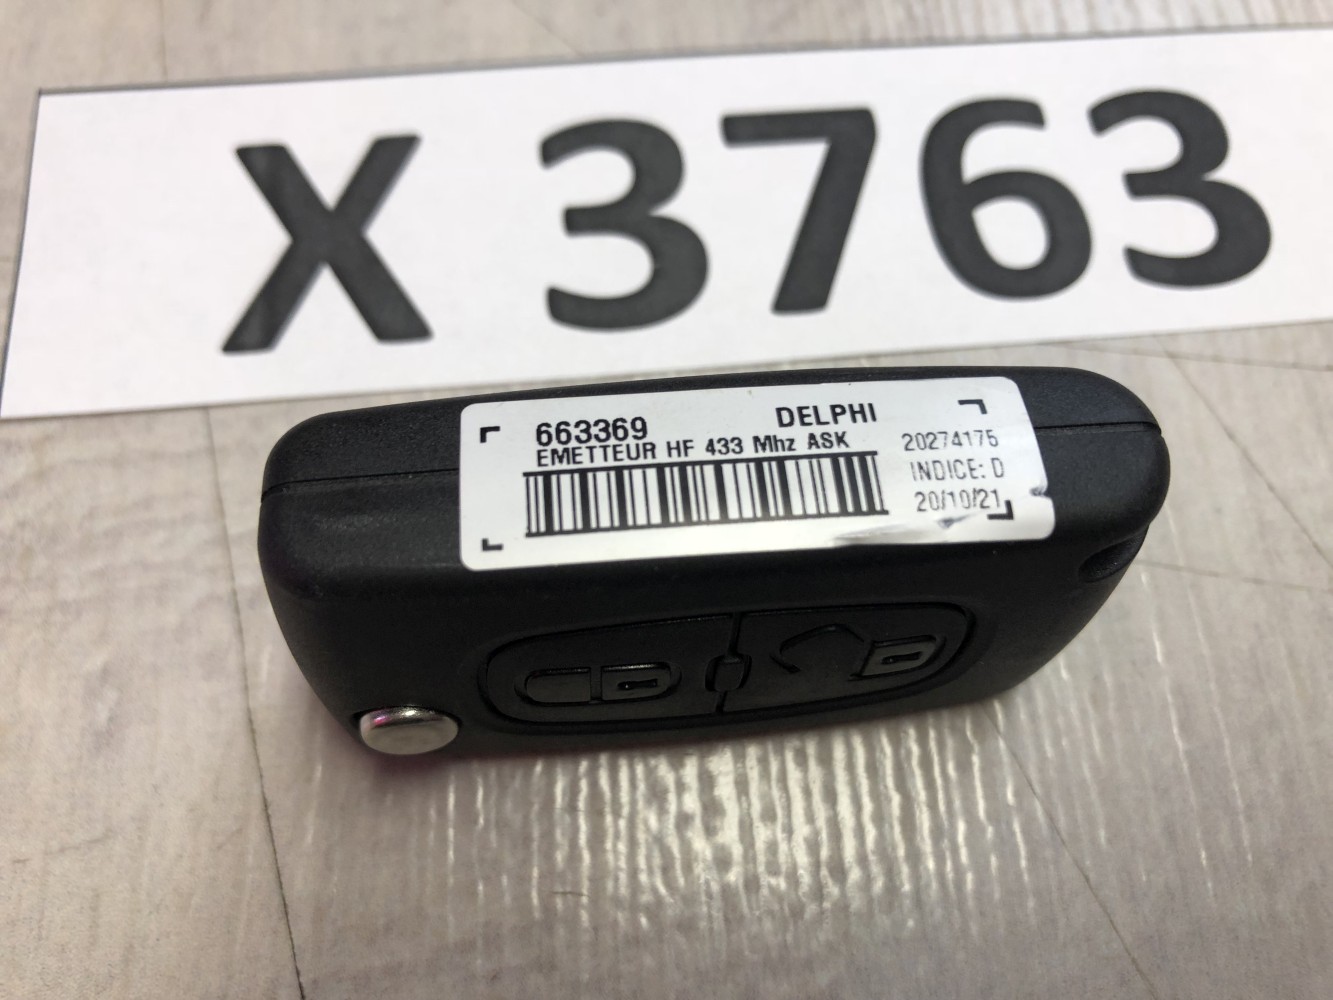 X 3763
663369 DELPHI
EMETTEUR HF 433 Mhz ASK
20274175
INDICE: D
20/10/21